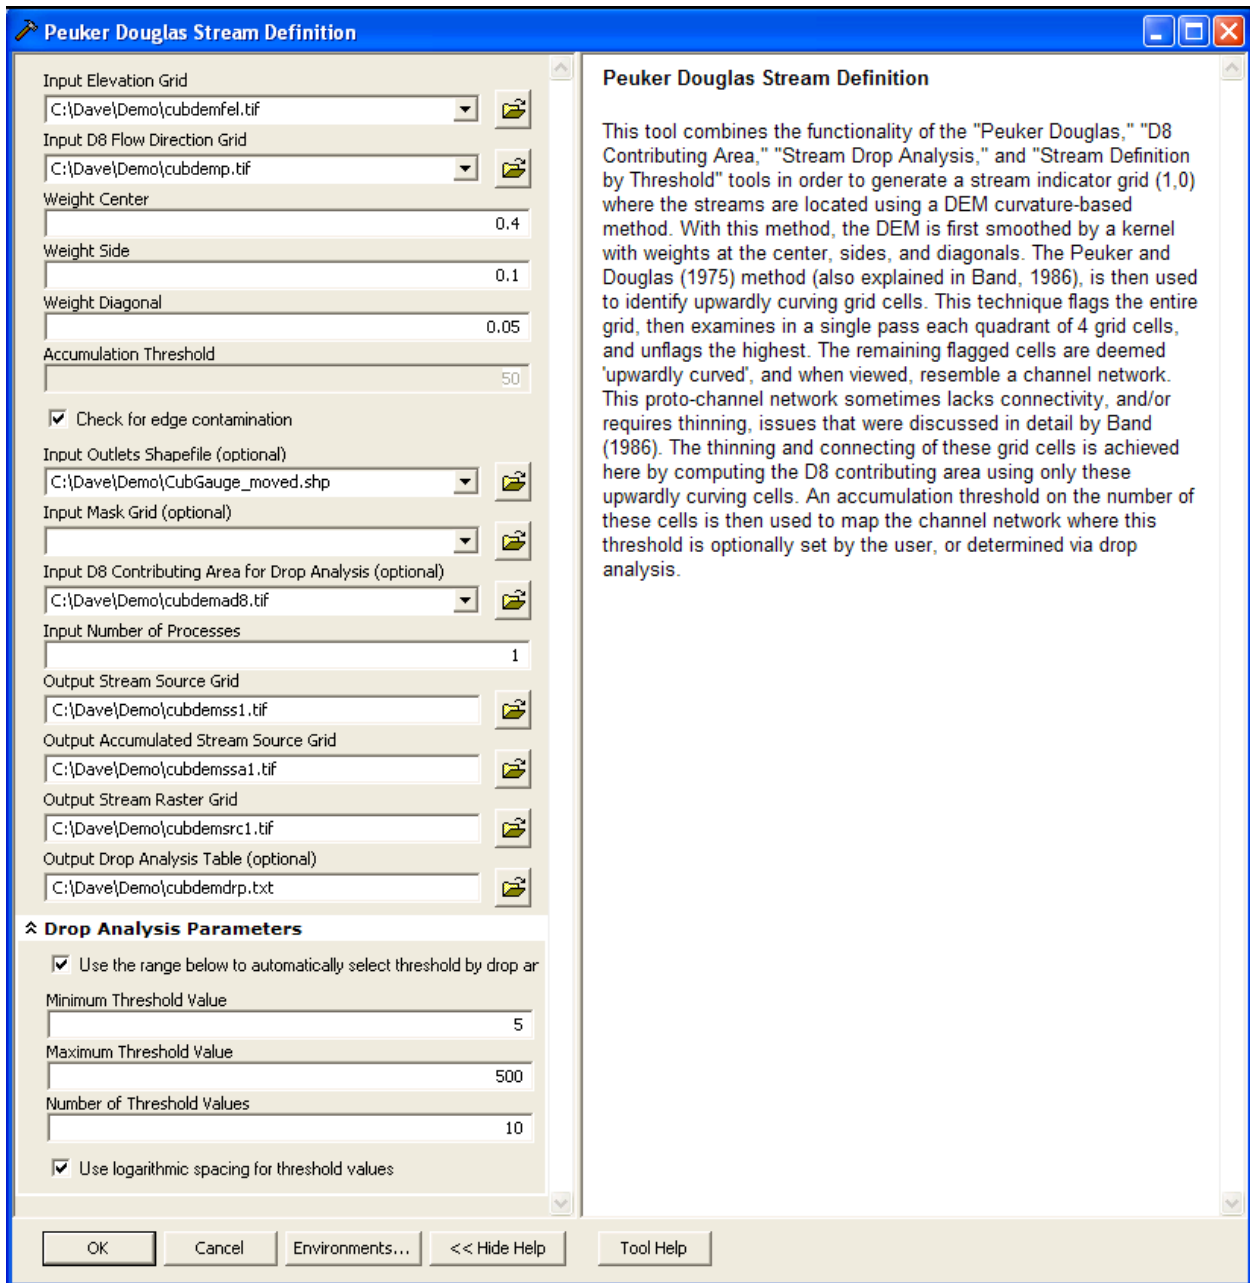 Peuker Douglas Stream Definition
Input Elevation Grid
C:\Dave\Demo\cubdemfel.tif
Input D8 Flow Direction Grid
C:\Dave\Demo\cubdemp.tif
Weight Center
0.4
Weight Side
0.1
Weight Diagonal
0.05
Accumulation Threshold
50
Check for edge contamination
Input Outlets Shapefile (optional)
C:\Dave\Demo\CubGauge_moved.shp
Input Mask Grid (optional)
Input D8 Contributing Area for Drop Analysis (optional)
C:\Dave\Demo\cubdemad8.tif
Input Number of Processes
1
Output Stream Source Grid
C:\Dave\Demo\cubdemss1.tif
Output Accumulated Stream Source Grid
C:\Dave\Demo\cubdemssa1.tif
Output Stream Raster Grid
C:\Dave\Demo\cubdemsrc1.tif
Output Drop Analysis Table (optional)
C:\Dave\Demo\cubdemdrp.txt
Drop Analysis Parameters
Use the range below to automatically select threshold by drop ar
Minimum Threshold Value
5
Maximum Threshold Value
500
Number of Threshold Values
10
Use logarithmic spacing for threshold values
Peuker Douglas Stream Definition
This tool combines the functionality of the "Peuker Douglas," "D8
Contributing Area," "Stream Drop Analysis," and "Stream Definition
by Threshold" tools in order to generate a stream indicator grid (1,0)
where the streams are located using a DEM curvature-based
method. With this method, the DEM is first smoothed by a kernel
with weights at the center, sides, and diagonals. The Peuker and
Douglas (1975) method (also explained in Band, 1986), is then used
to identify upwardly curving grid cells. This technique flags the entire
grid, then examines in a single pass each quadrant of 4 grid cells,
and unflags the highest. The remaining flagged cells are deemed
'upwardly curved', and when viewed, resemble a channel network.
This proto-channel network sometimes lacks connectivity, and/or
requires thinning, issues that were discussed in detail by Band
(1986). The thinning and connecting of these grid cells is achieved
here by computing the D8 contributing area using only these
upwardly curving cells. An accumulation threshold on the number of
these cells is then used to map the channel network where this
threshold is optionally set by the user, or determined via drop
analysis.
OK
Cancel
Environments...
<< Hide Help
Tool Help